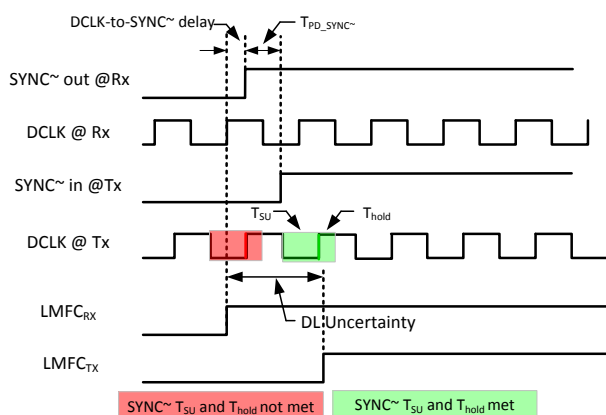 DCLK-to-SYNC~ delay
T_PD_SYNC~
SYNC~ out @Rx
DCLK @ Rx
SYNC~ in @Tx
T_SU
T_hold
DCLK @ Tx
LMFC_RX
DL Uncertainty
LMFC_TX
SYNC~ T_SU and T_hold not met
SYNC~ T_SU and T_hold met